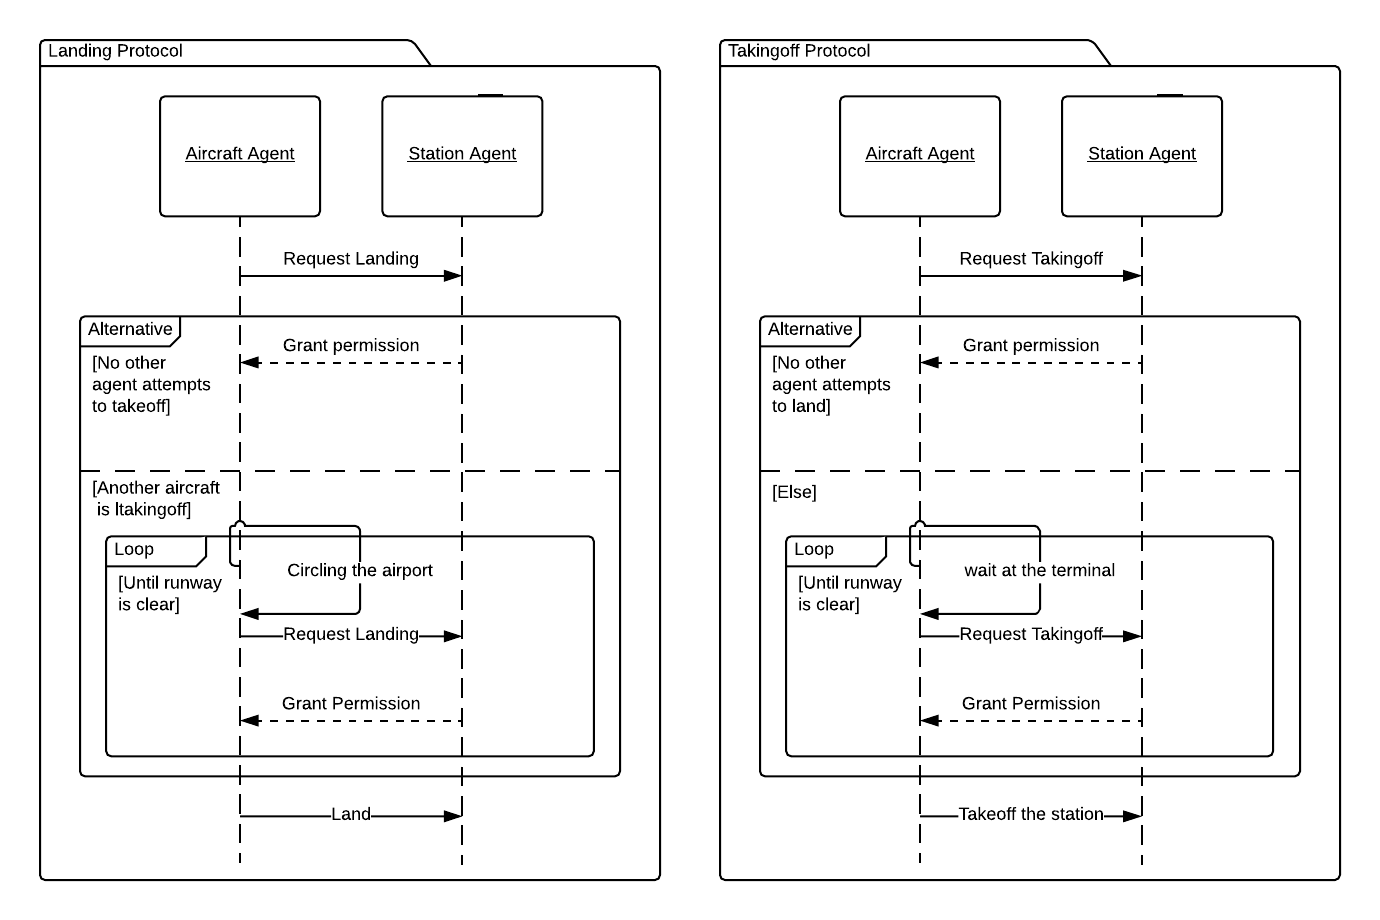 Landing Protocol
Aircraft Agent
Station Agent
Request Landing
Alternative
Grant permission
[No other
agent attempts
to takeoff]
[Another aircraft
is ltakingoff]
Loop
Circling the airport
[Until runway
is clear]
Request Landing
Grant Permission
Land
Takingoff Protocol
Aircraft Agent
Station Agent
Request Takingoff
Alternative
Grant permission
[No other
agent attempts
to land]
[Else]
Loop
wait at the terminal
[Until runway
is clear]
Request Takingoff
Grant Permission
Takeoff the station